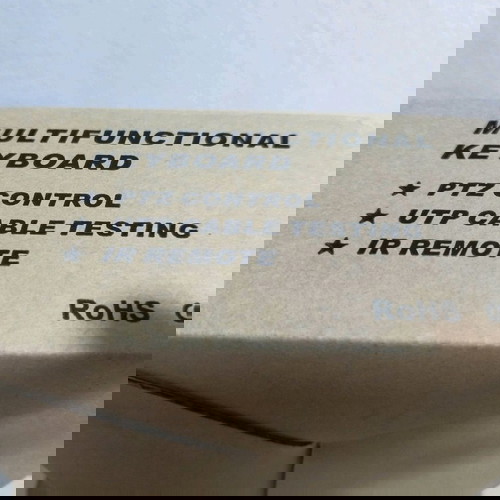 MULTIFUNCTIONAL
KEYBOARD
★ PTZ CONTROL
★ UTP CABLE TESTING
★ IR REMOTE
RoHS